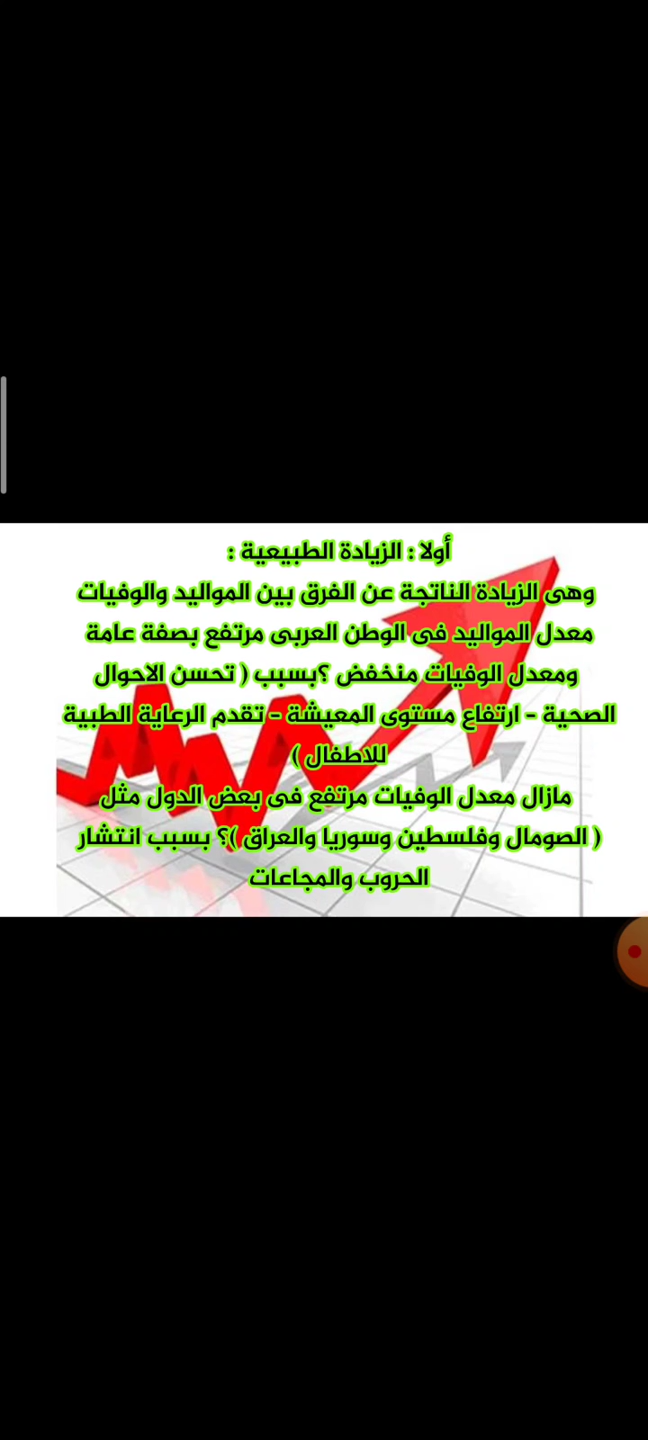 أولا : الزيادة الطبيعية :
وهى الزيادة الناتجة عن الفرق بين المواليد والوفيات
معدل المواليد فى الوطن العربى مرتفع بصفة عامة
ومعدل الوفيات منخفض ؟بسبب ( تحسن الاحوال
الصحية - ارتفاع مستوى المعيشة - تقدم الرعاية الطبية
للاطفال )
مازال معدل الوفيات مرتفع فى بعض الدول مثل
( الصومال وفلسطين وسوريا والعراق )؟ بسبب انتشار
الحروب والمجاعات